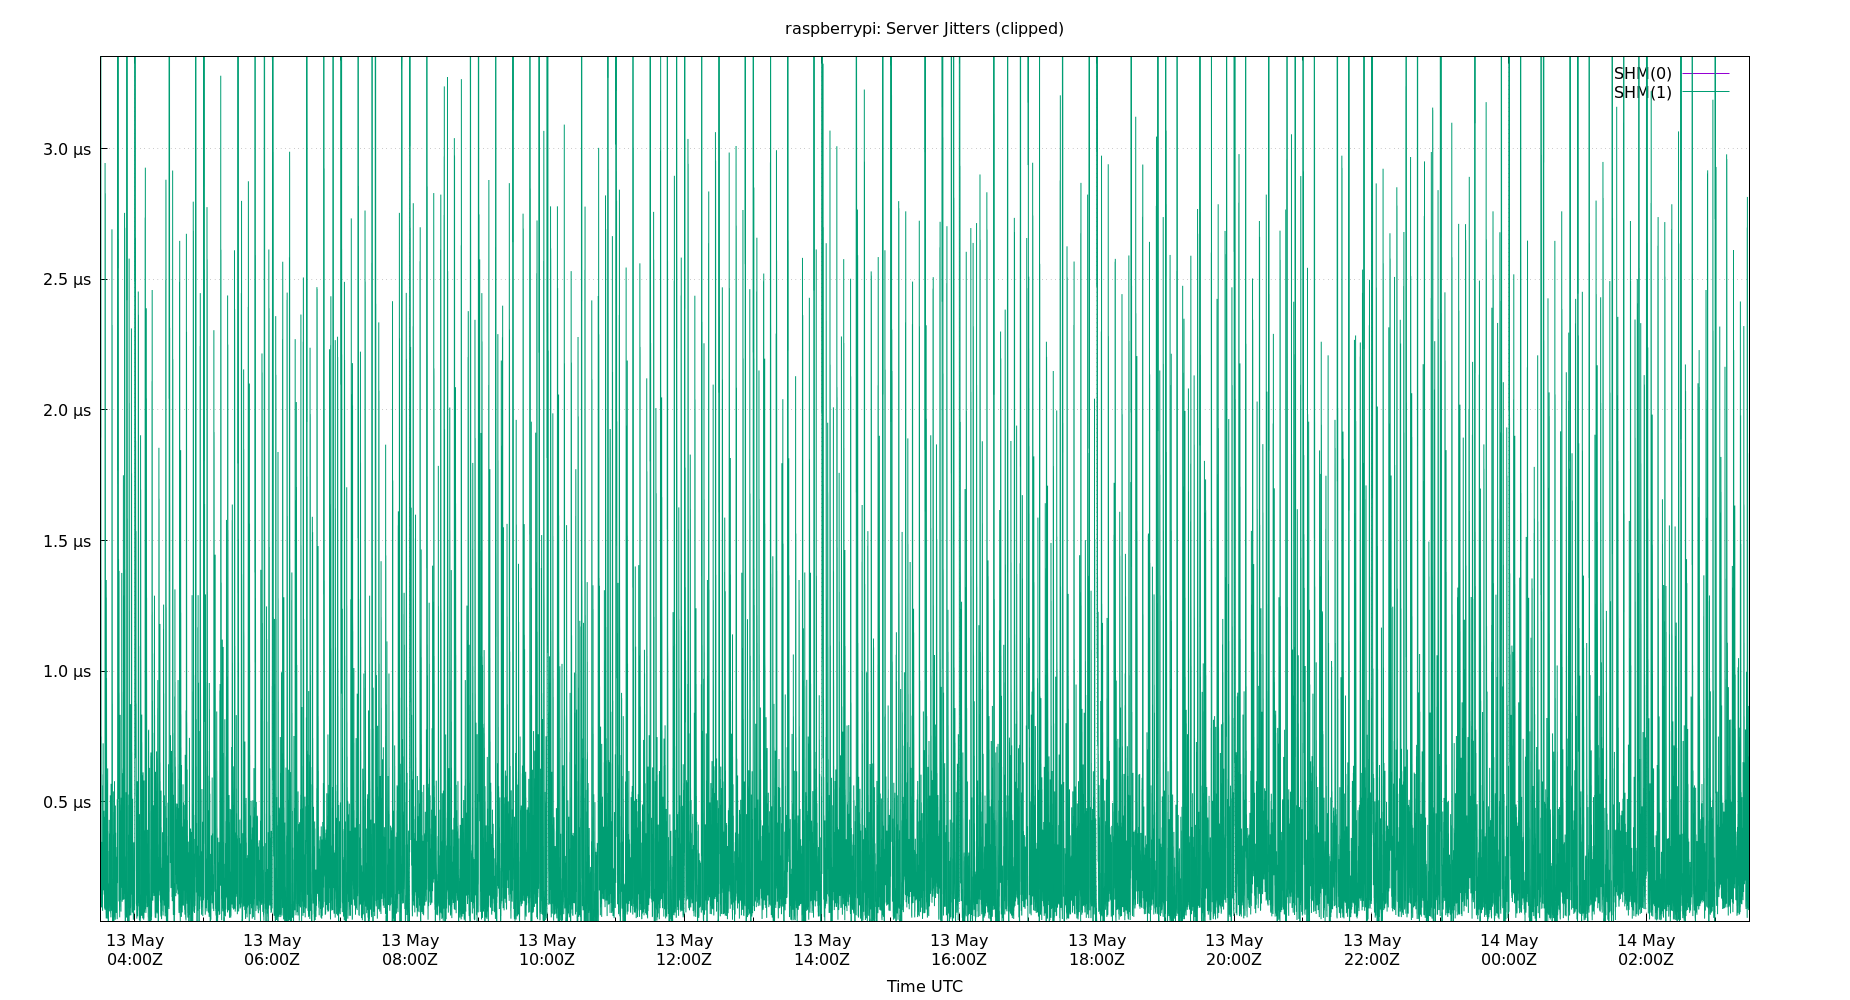 raspberrypi: Server Jitters (clipped)
SHM(0)
SHM(1)
3.0 µs
2.5 µs
2.0 µs
1.5 µs
1.0 µs
0.5 µs
13 May 13 May 13 May 13 May 13 May 13 May 13 May 13 May 13 May 13 May 14 May 14 May
04:00Z 06:00Z 08:00Z 10:00Z 12:00Z 14:00Z 16:00Z 18:00Z 20:00Z 22:00Z 00:00Z 02:00Z
Time UTC